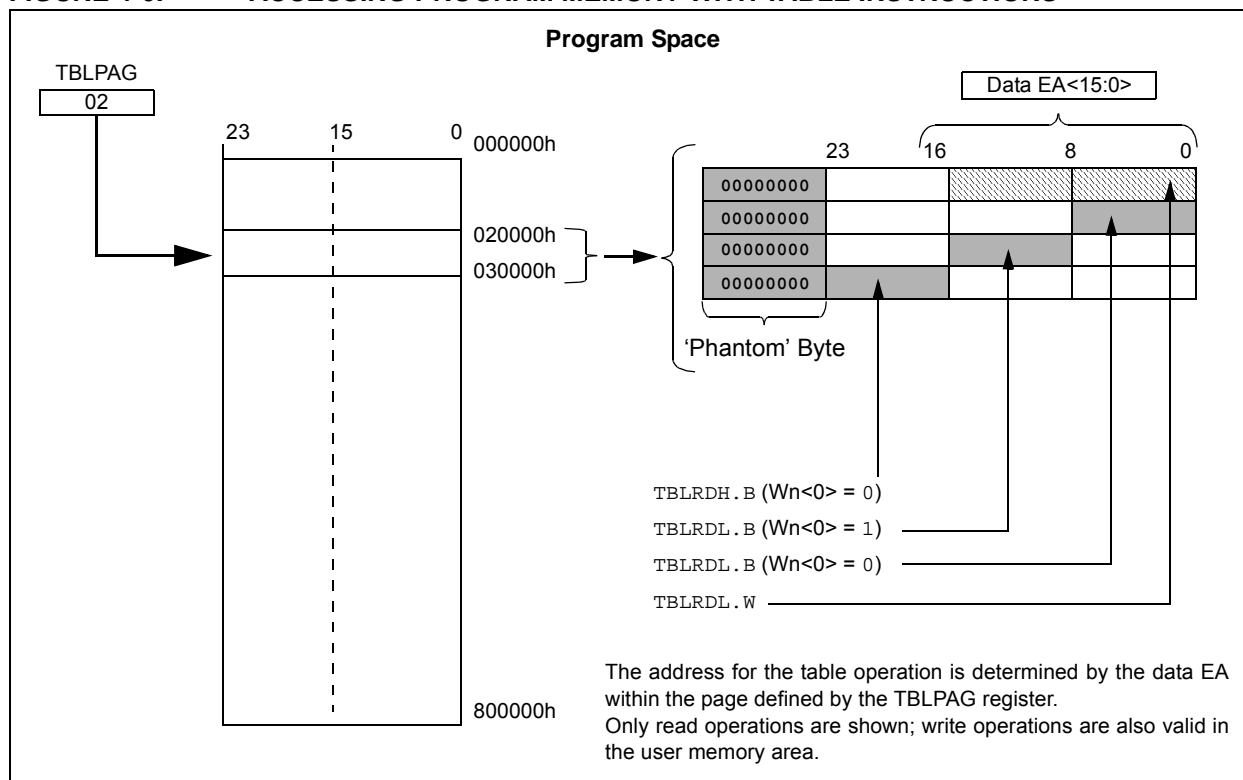 Program Space
TBLPAG
02
23 15 0
000000h
020000h
030000h
800000h
Data EA<15:0>
23 16 8 0
00000000
00000000
00000000
00000000
‘Phantom’ Byte
TBLRDH.B (Wn<0> = 0)
TBLRDL.B (Wn<0> = 1)
TBLRDL.B (Wn<0> = 0)
TBLRDL.W
The address for the table operation is determined by the data EA
within the page defined by the TBLPAG register.
Only read operations are shown; write operations are also valid in
the user memory area.